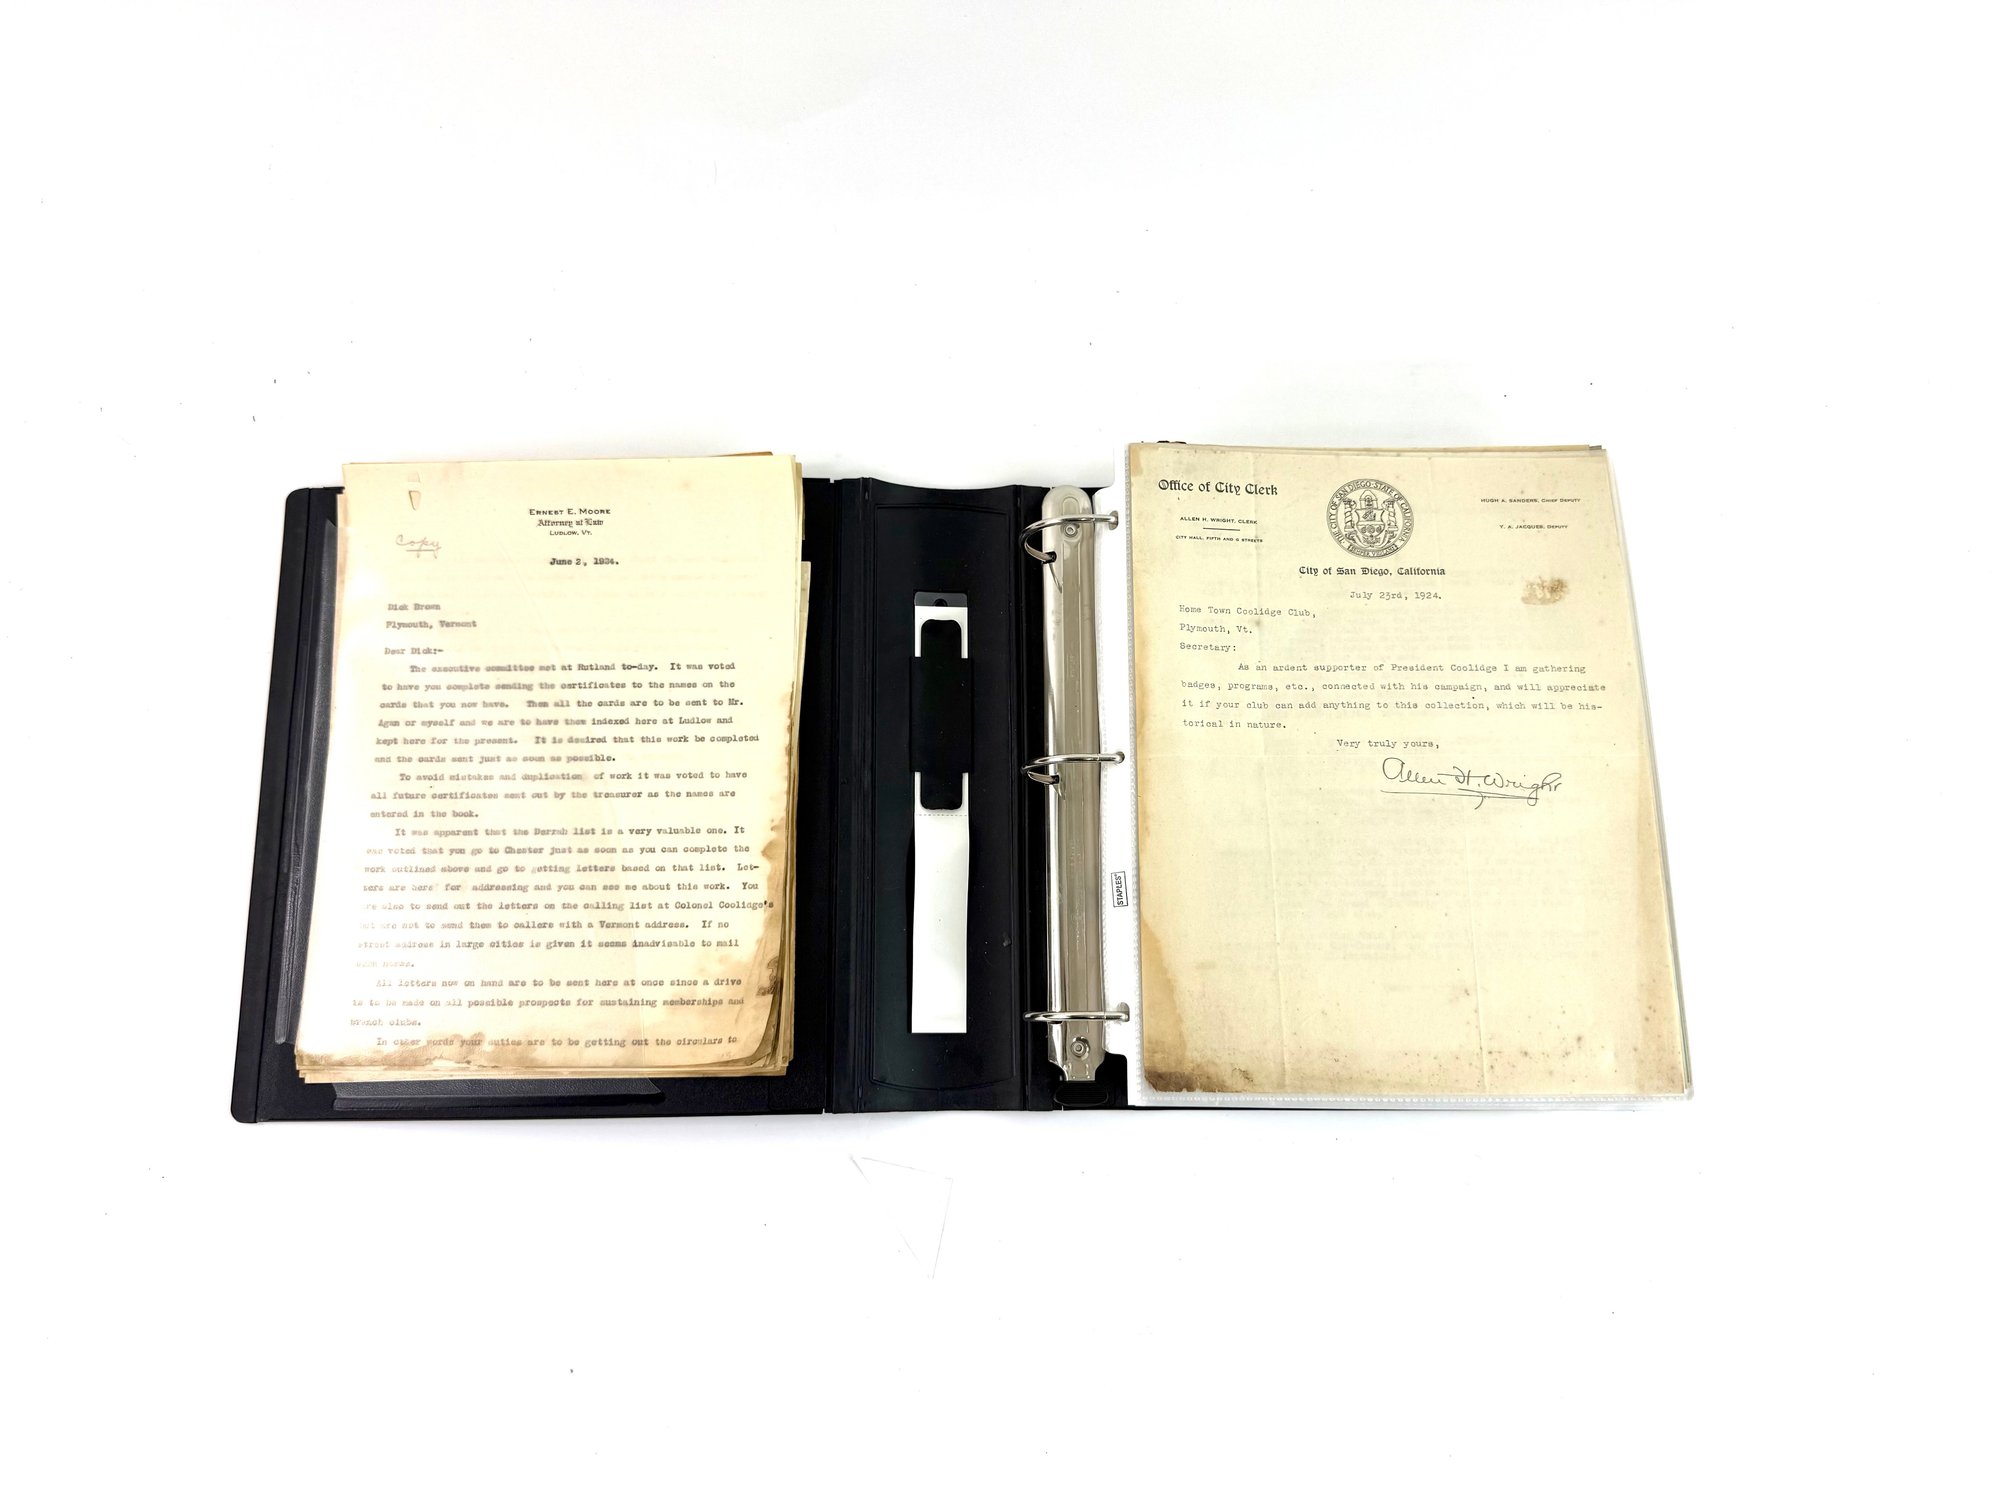 ERNEST E. MOORE
Attorney at Law
LUDLOW, VT.
Copy
June 2, 1924.
Dick Brown
Plymouth, Vermont
Dear Dick:-
The executive committee met at Rutland to-day. It was voted
to have you complete sending the certificates to the names on the
cards that you now have. Then all the cards are to be sent to Mr.
Agan or myself and we are to have them indexed here at Ludlow and
kept here for the present. It is desired that this work be completed
and the cards sent just as soon as possible.
To avoid mistakes and duplication of work it was voted to have
all future certificates sent out by the treasurer as the names are
entered in the book.
It was apparent that the Darrah list is a very valuable one. It
was voted that you go to Chester just as soon as you can complete the
work outlined above and go to getting letters based on that list. Let-
ters are here for addressing and you can see me about this work. You
are also to send out the letters on the calling list at Colonel Coolidge's
but are not to send them to callers with a Vermont address. If no
street address in large cities is given it seems inadvisable to mail
such names.
All letters now on hand are to be sent here at once since a drive
is to be made on all possible prospects for sustaining memberships and
branch clubs.
In other words your duties are to be getting out the circulars to
STAPLES
Office of City Clerk
ALLEN H. WRIGHT, CLERK
CITY HALL, FIFTH AND G STREETS
THE CITY OF SAN DIEGO STATE OF CALIFORNIA
SEMPER VIGILANS
HUGH A. SANDERS, CHIEF DEPUTY
Y. A. JACQUES, DEPUTY
City of San Diego, California
July 23rd, 1924.
Home Town Coolidge Club,
Plymouth, Vt.
Secretary:
As an ardent supporter of President Coolidge I am gathering
badges, programs, etc., connected with his campaign, and will appreciate
it if your club can add anything to this collection, which will be his-
torical in nature.
Very truly yours,
Allen H. Wright